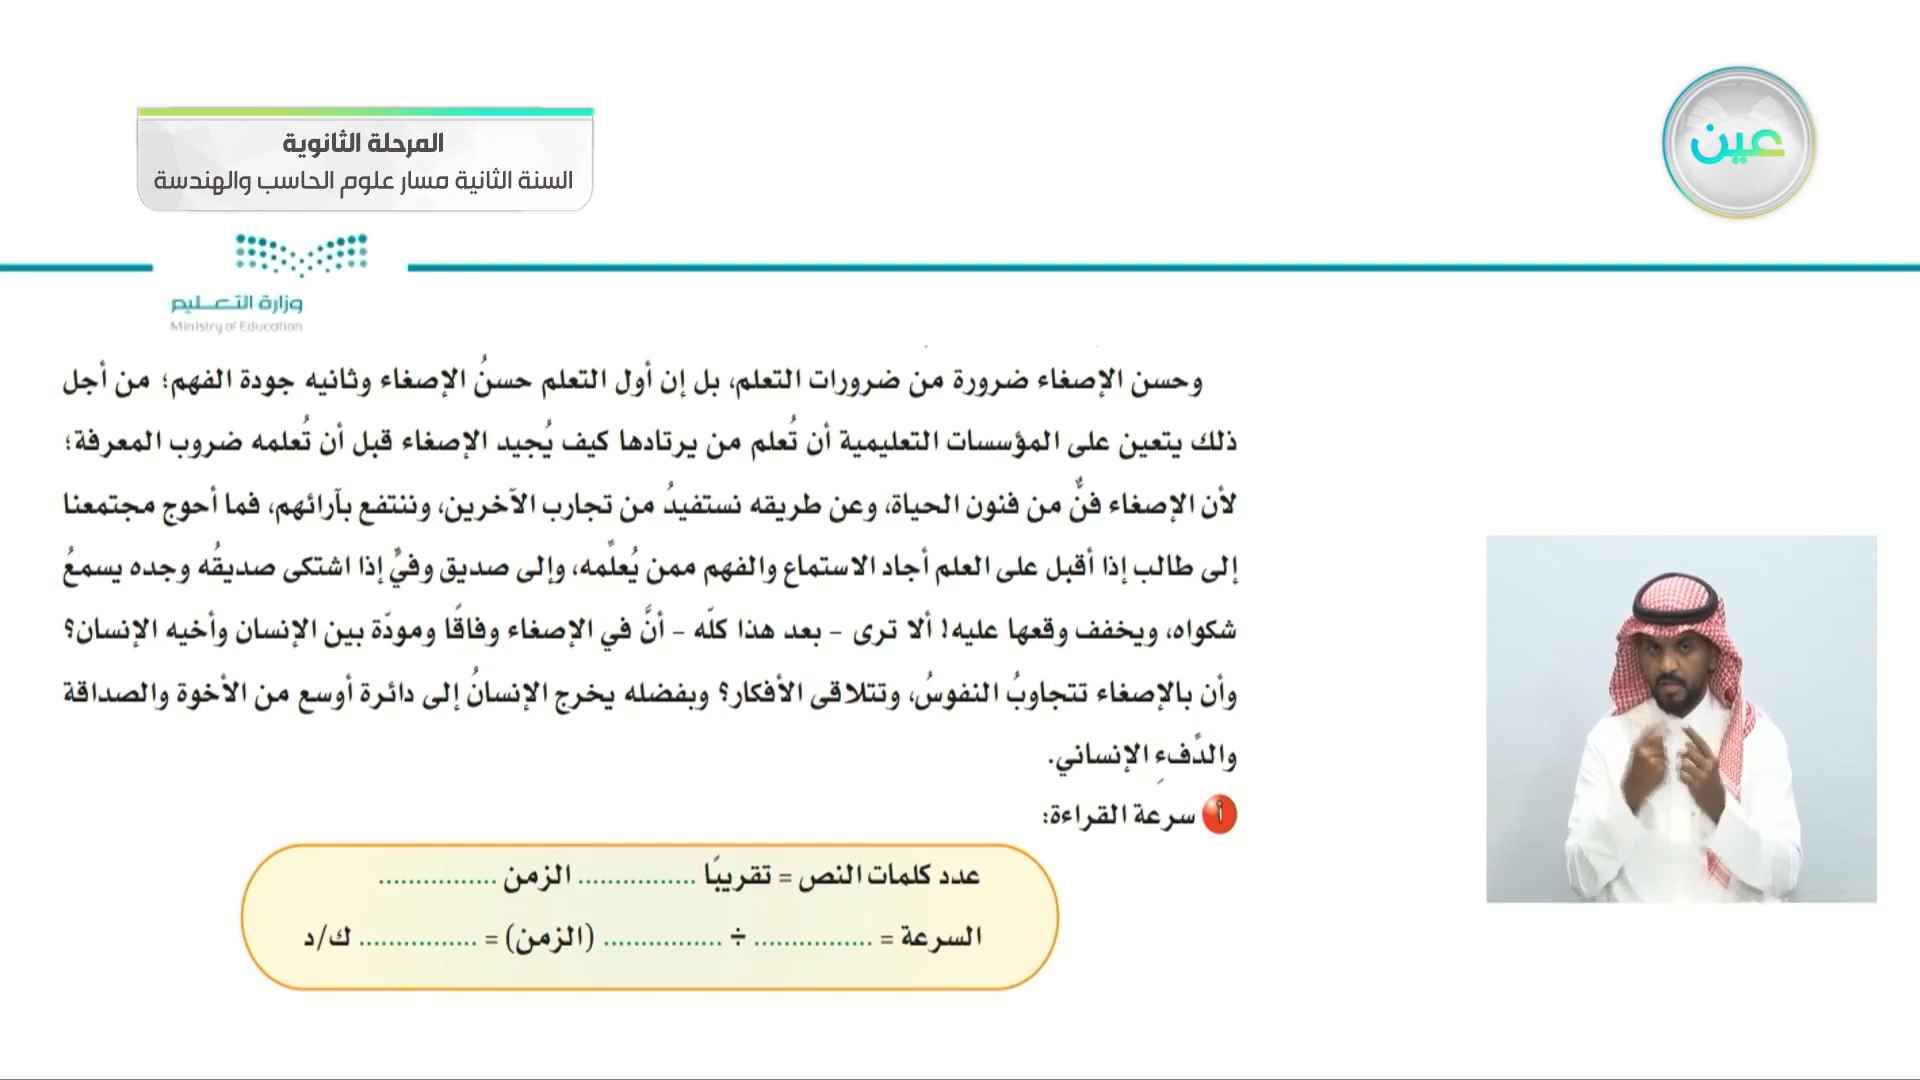 عين
المرحلة الثانوية
السنة الثانية مسار علوم الحاسب والهندسة
وزارة التعـــليم
Ministry of Education
وحسن الإصغاء ضرورة من ضرورات التعلم، بل إن أول التعلم حسنُ الإصغاء وثانيه جودة الفهم؛ من أجل
ذلك يتعين على المؤسسات التعليمية أن تُعلم من يرتادها كيف يُجيد الإصغاء قبل أن تُعلمه ضروب المعرفة؛
لأن الإصغاء فنٌّ من فنون الحياة، وعن طريقه نستفيدُ من تجارب الآخرين، وننتفع بآرائهم، فما أحوج مجتمعنا
إلى طالب إذا أقبل على العلم أجاد الاستماع والفهم ممن يُعلِّمه، وإلى صديق وفيٍّ إذا اشتكى صديقُه وجده يسمعُ
شكواه، ويخفف وقعها عليه! ألا ترى - بعد هذا كلّه - أنَّ في الإصغاء وفاقًا ومودّة بين الإنسان وأخيه الإنسان؟
وأن بالإصغاء تتجاوبُ النفوسُ، وتتلاقى الأفكار؟ وبفضله يخرج الإنسانُ إلى دائرة أوسع من الأخوة والصداقة
والدِّفءِ الإنساني.
أ سرعة القراءة:
عدد كلمات النص = تقريبًا ................ الزمن ................
السرعة = ................ ÷ ................ (الزمن) = ................ ك/د